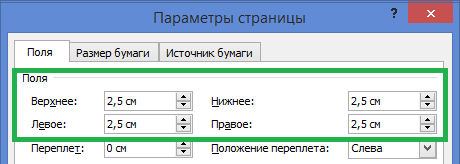 Параметры страницы
?
Поля Размер бумаги Источник бумаги
Поля
Верхнее: 2,5 см Нижнее: 2,5 см
Левое: 2,5 см Правое: 2,5 см
Переплет: 0 см Положение переплета: Слева